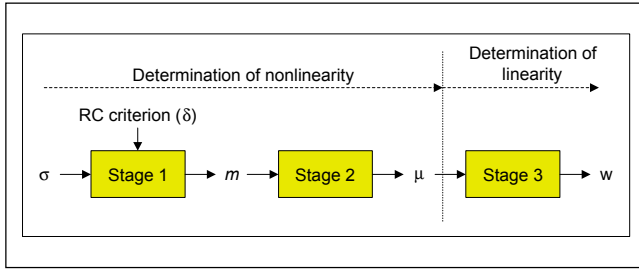 Determination of
linearity
Determination of nonlinearity
RC criterion (δ)
σ Stage 1 m Stage 2 μ Stage 3 w